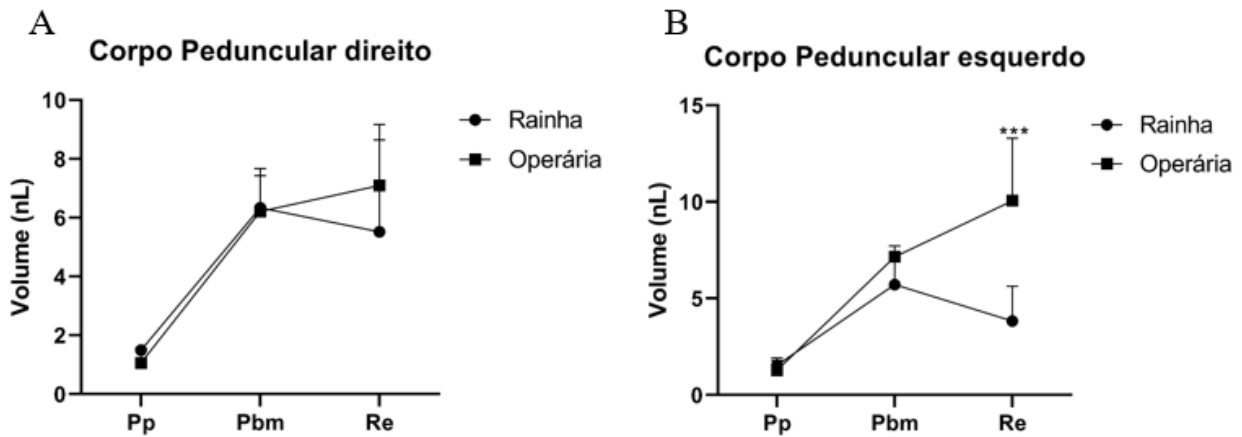 A
Corpo Peduncular direito
Volume (nL)
10
8
6
4
2
0
Pp Pbm Re
Rainha
Operária
B
Corpo Peduncular esquerdo
Volume (nL)
15
10
5
0
***
Pp Pbm Re
Rainha
Operária